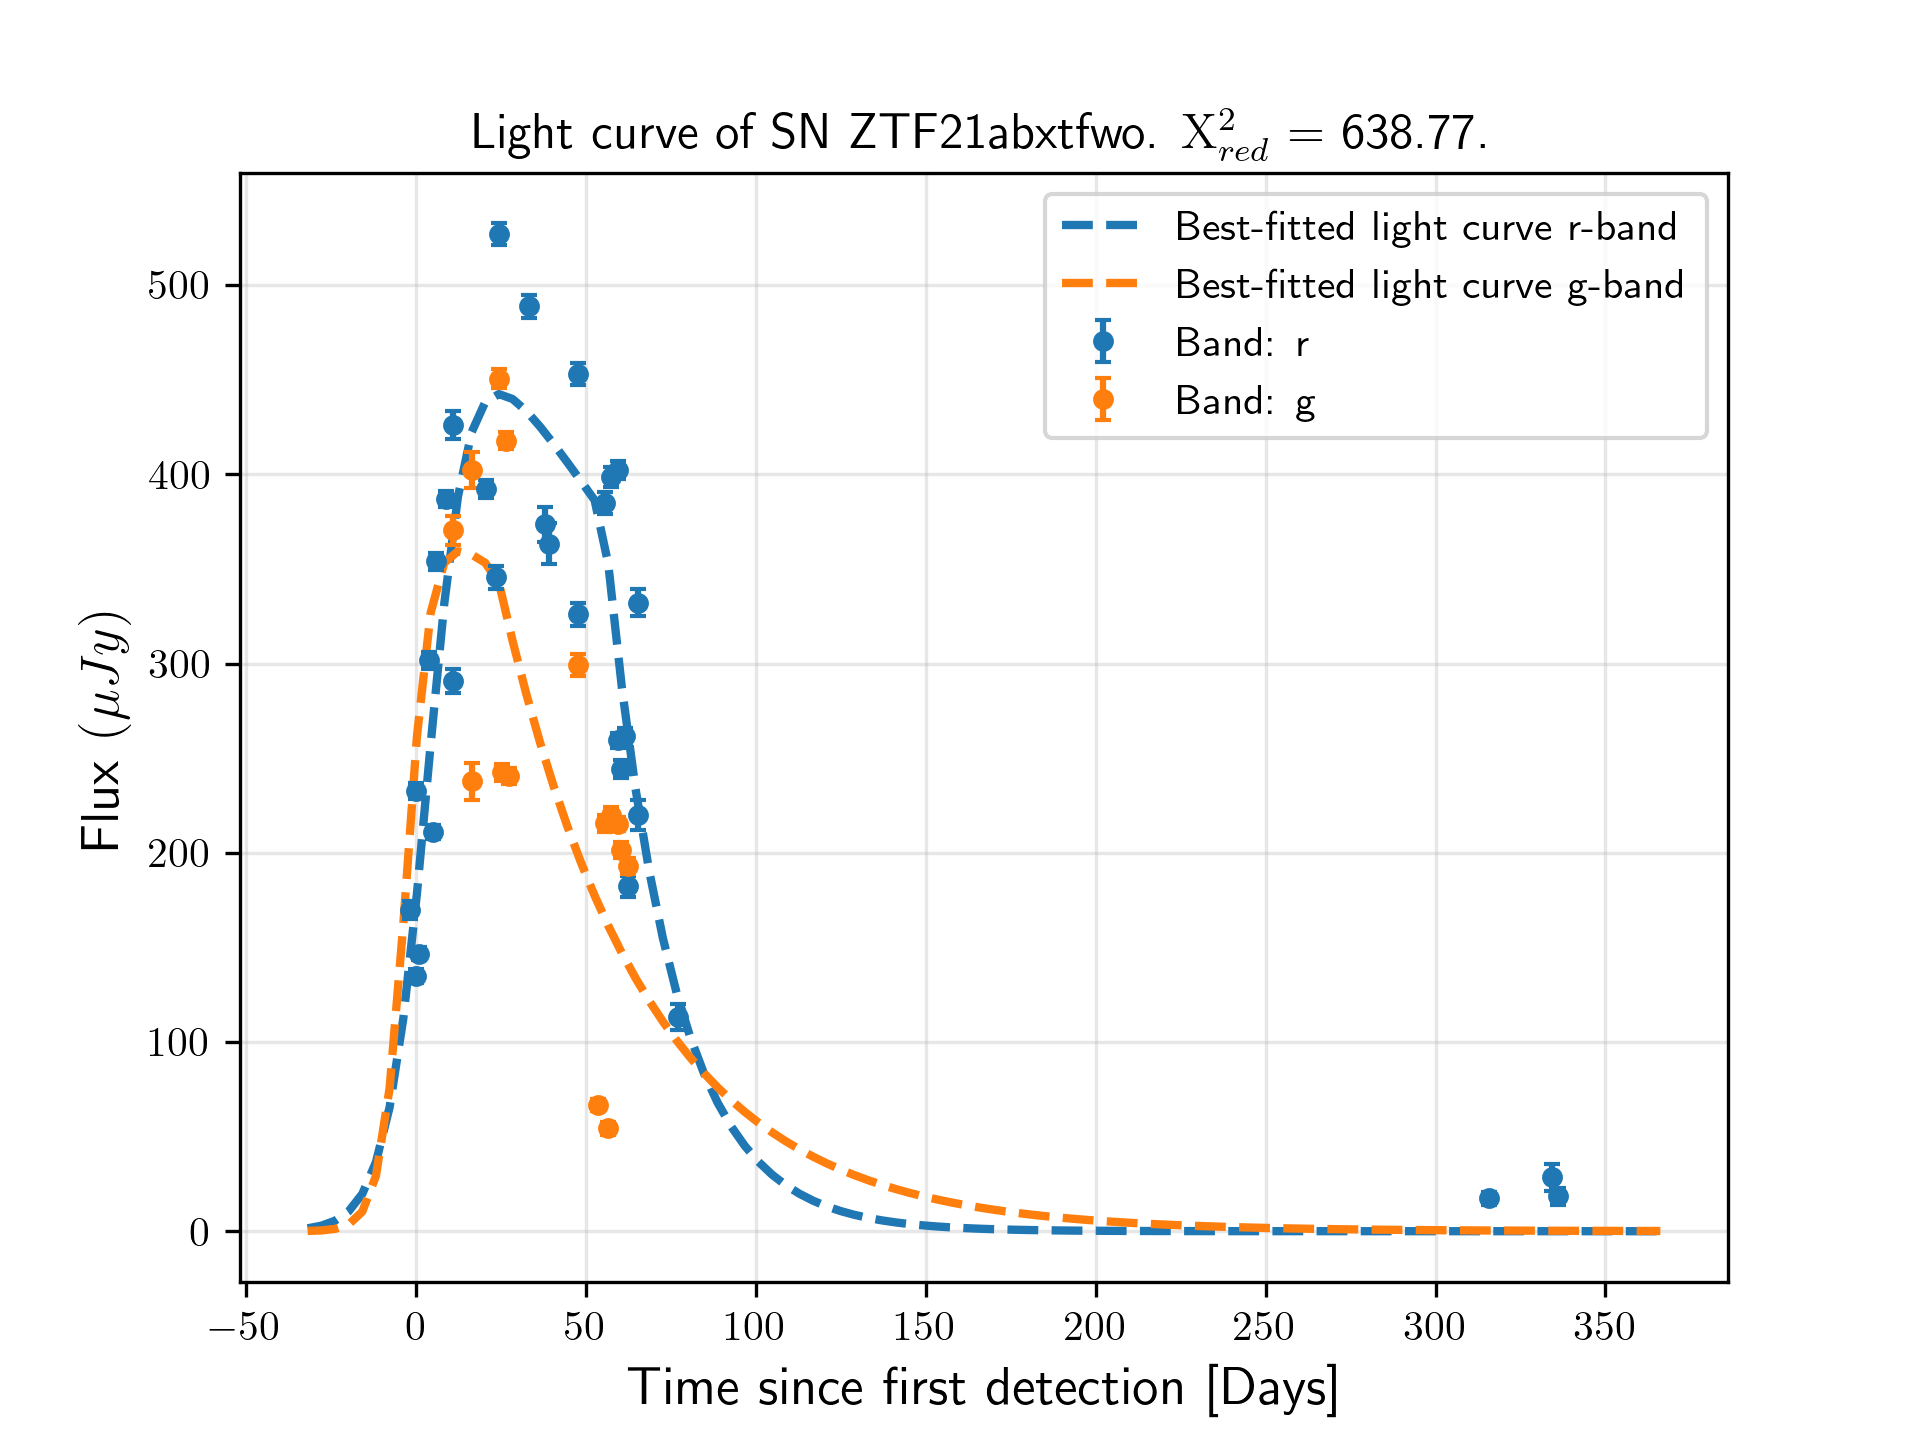 Light curve of SN ZTF21abxtfwo. X²red = 638.77.
Best-fitted light curve r-band
Best-fitted light curve g-band
Band: r
Band: g
500
400
300
200
100
0
Flux (μJy)
−50 0 50 100 150 200 250 300 350
Time since first detection [Days]